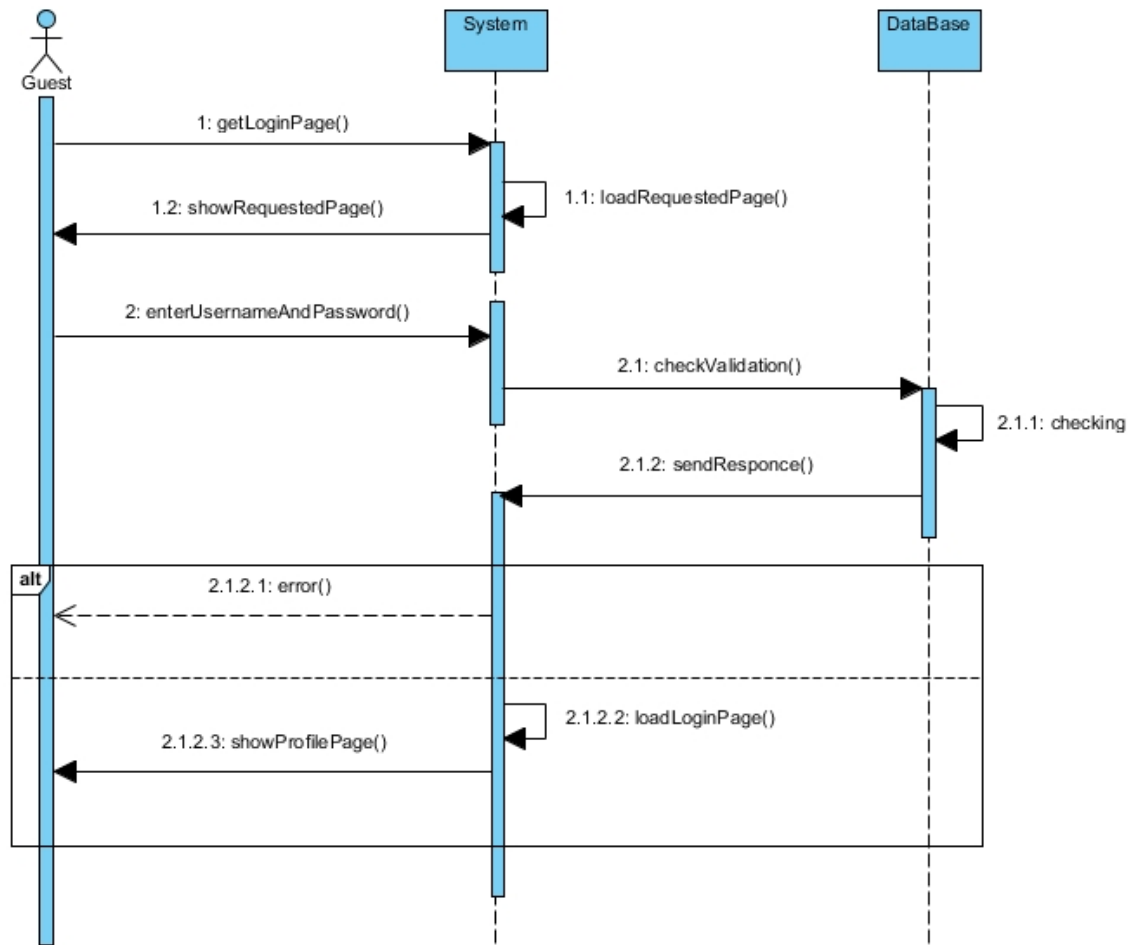 System
DataBase
Guest
1: getLoginPage()
1.1: loadRequestedPage()
1.2: showRequestedPage()
2: enterUsernameAndPassword()
2.1: checkValidation()
2.1.1: checking
2.1.2: sendResponce()
alt
2.1.2.1: error()
2.1.2.2: loadLoginPage()
2.1.2.3: showProfilePage()